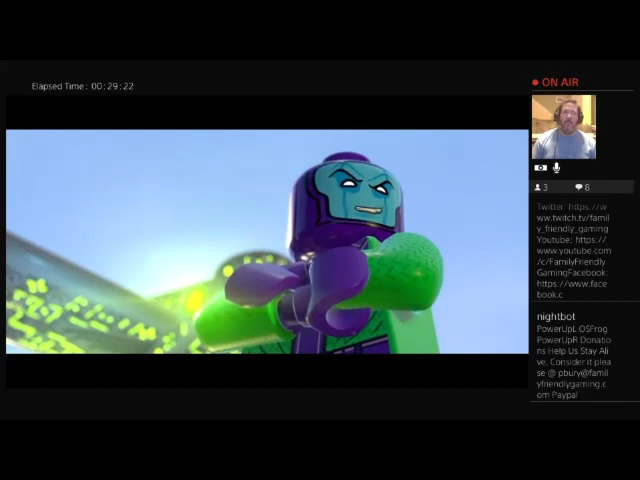 Elapsed Time: 00:29:22
ON AIR
3
8
Twitter: https://w
ww.twitch.tv/famil
y_friendly_gaming
Youtube: https://
www.youtube.com
/c/FamilyFriendly
GamingFacebook:
https://www.face
book.c
nightbot
PowerUpL OSFrog
PowerUpR Donatio
ns Help Us Stay Ali
ve. Consider it plea
se @ pbury@famil
yfriendlygaming.c
om Paypal